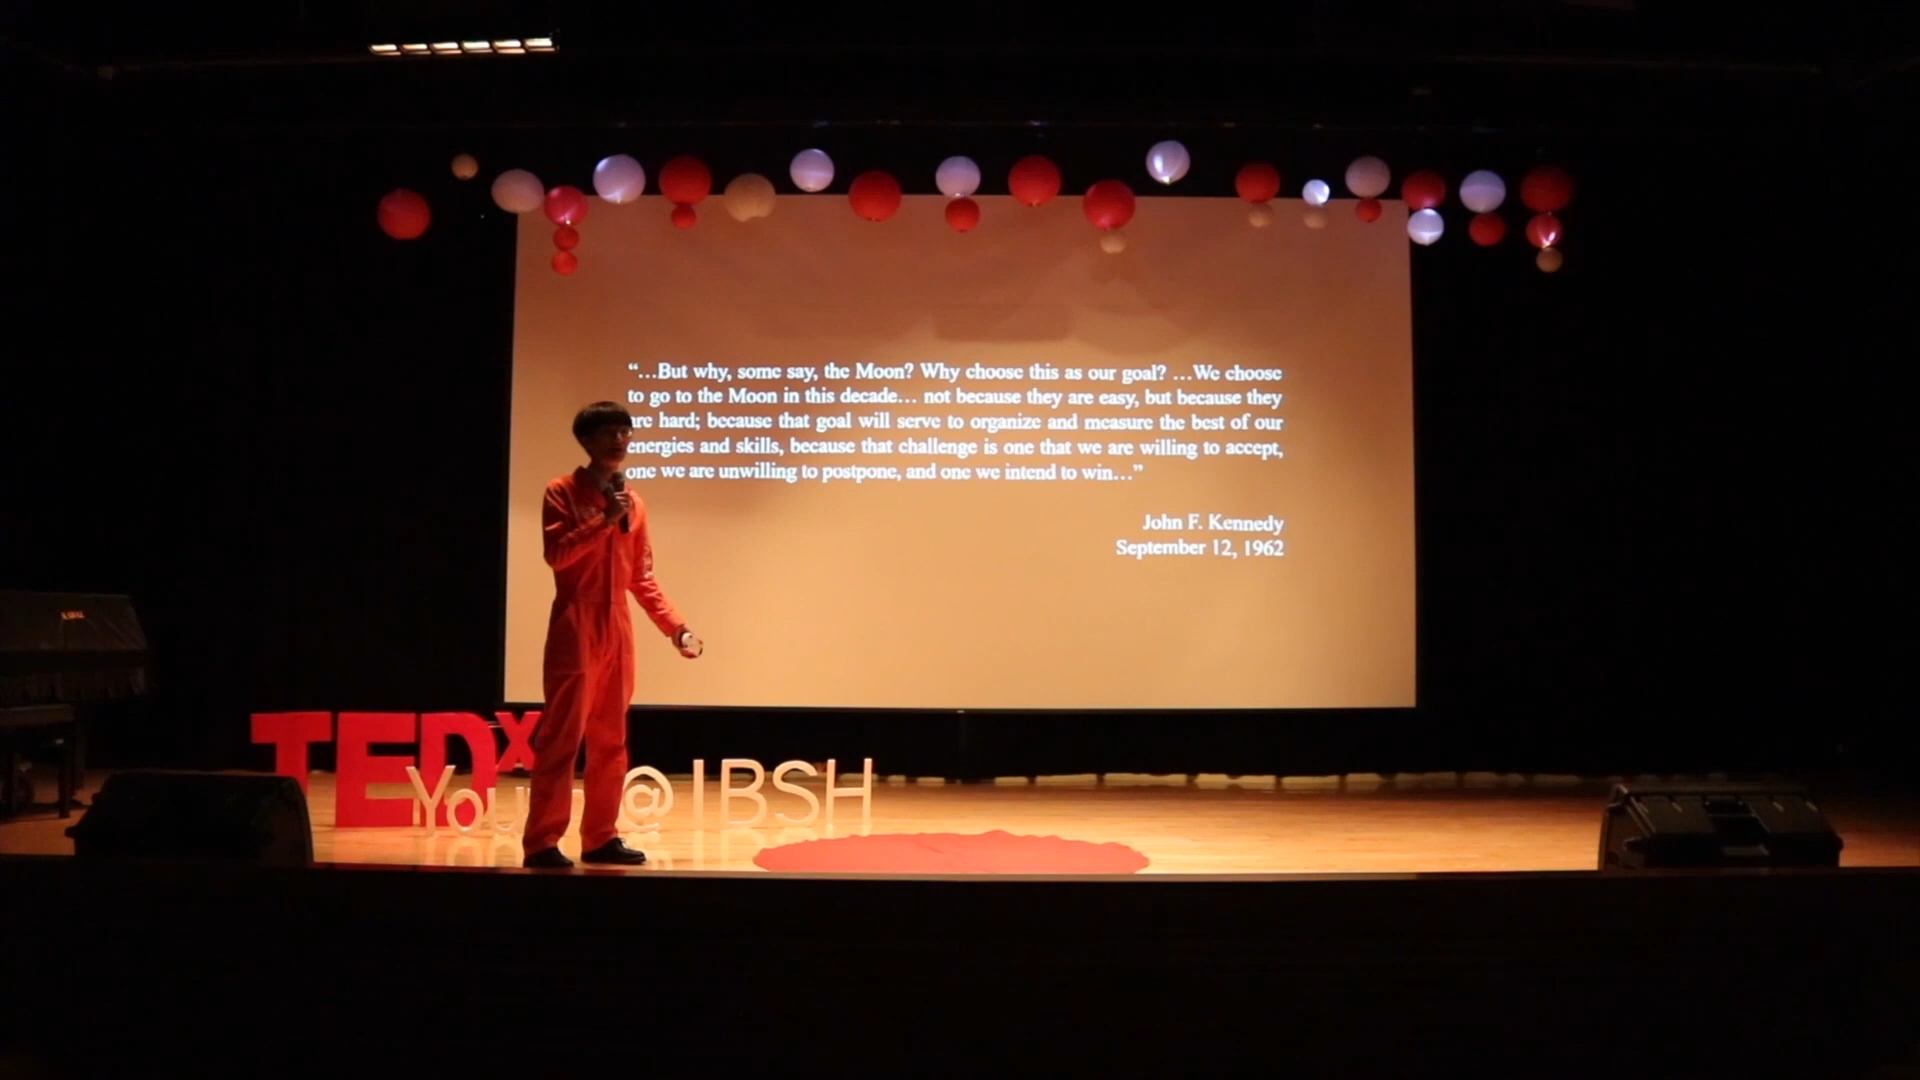 “…But why, some say, the Moon? Why choose this as our goal? …We choose
to go to the Moon in this decade… not because they are easy, but because they
are hard; because that goal will serve to organize and measure the best of our
energies and skills, because that challenge is one that we are willing to accept,
one we are unwilling to postpone, and one we intend to win…”
John F. Kennedy
September 12, 1962
KAWAI
TEDx
Youth@IBSH